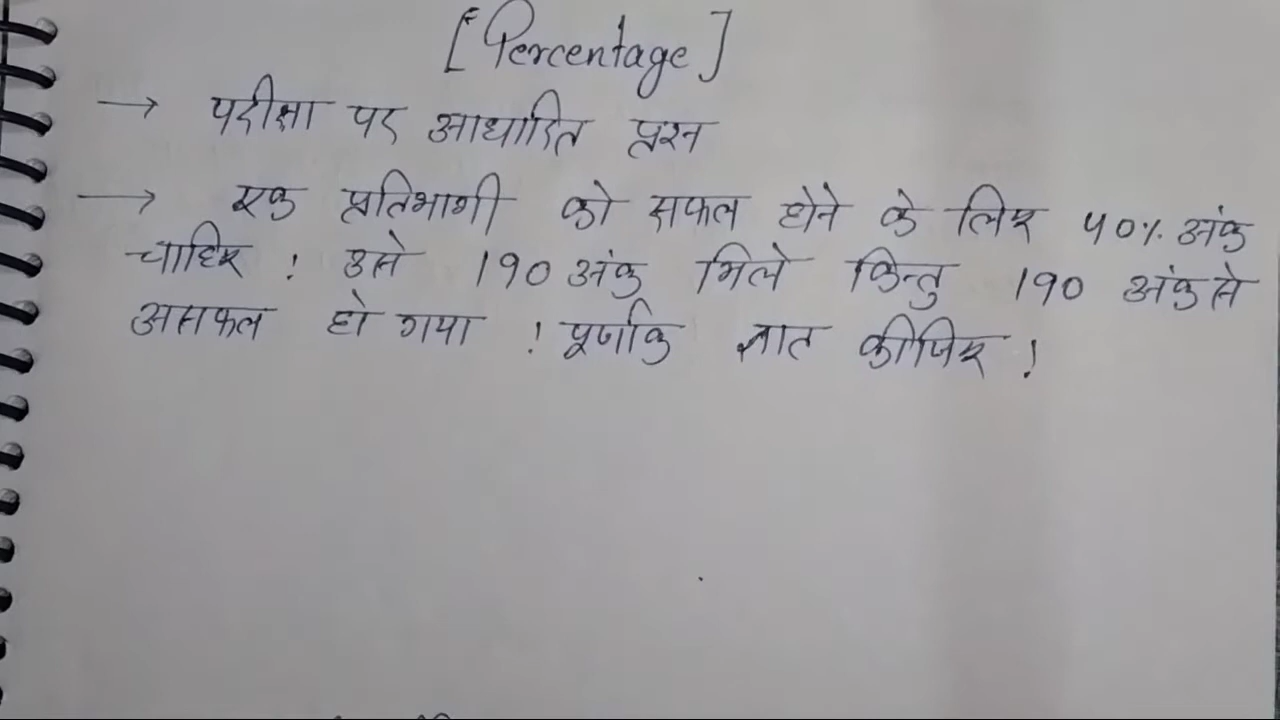 [Percentage]
→ परीक्षा पर आधारित प्रश्न
→ एक प्रतिभागी को सफल होने के लिए 40% अंक
चाहिए ! उसे 190 अंक मिले किन्तु 190 अंक से
असफल हो गया ! पूर्णांक ज्ञात कीजिए !